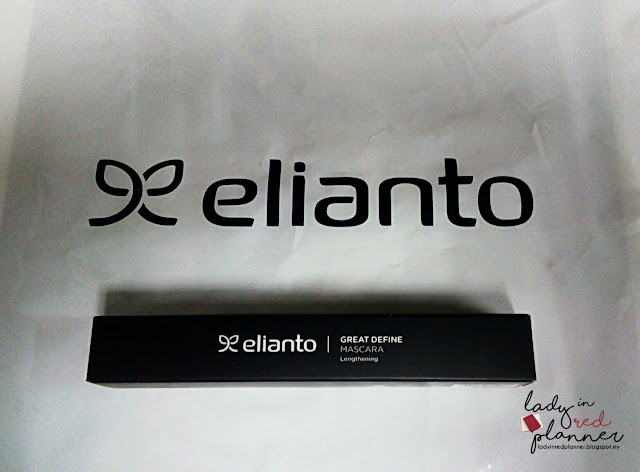 elianto
elianto | GREAT DEFINE
MASCARA
Lengthening
lady in
red
planner
ladyinredplanner.blogspot.my